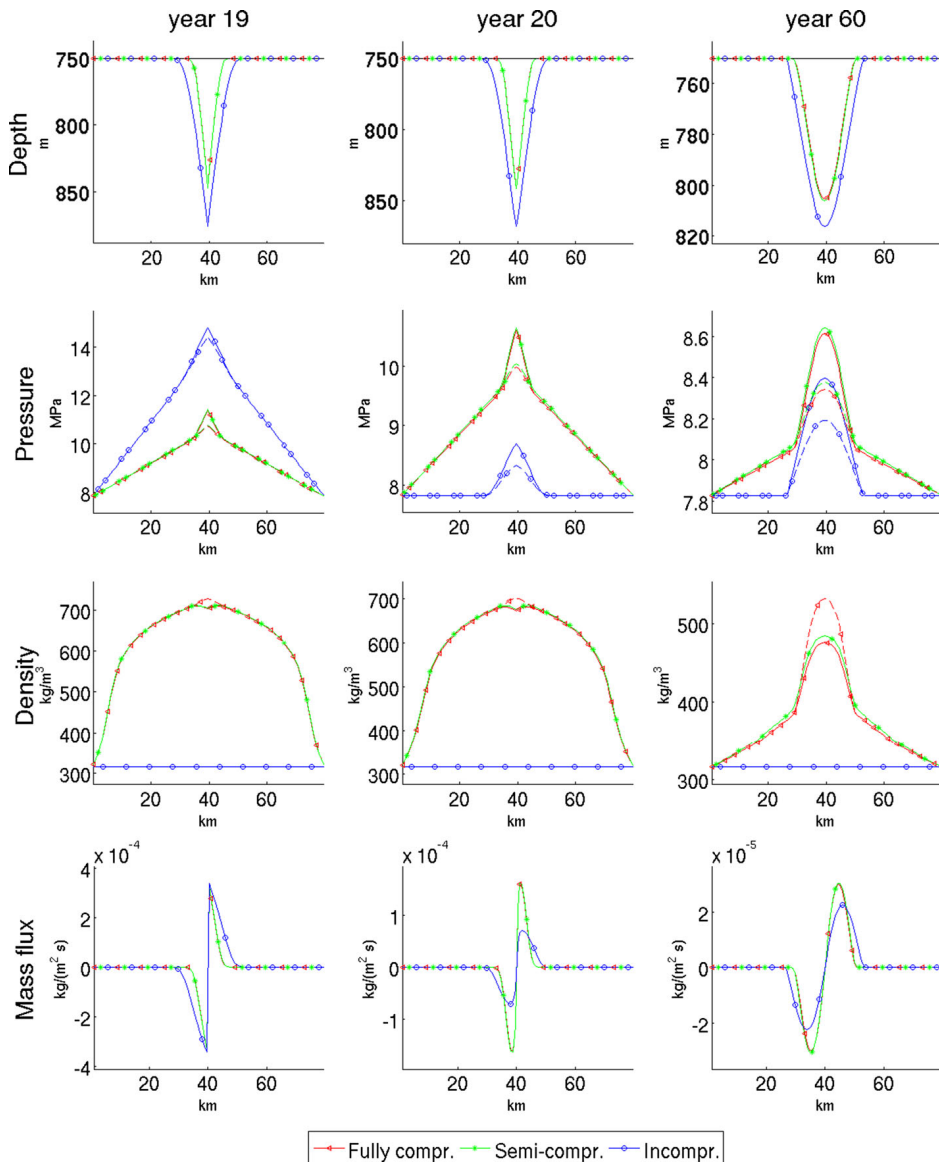 year 19
year 20
year 60
Depth
m
750
800
850
20
40
60
km
m
750
800
850
20
40
60
km
m
760
780
800
820
20
40
60
km
Pressure
MPa
14
12
10
8
20
40
60
km
MPa
10
9
8
20
40
60
km
MPa
8.6
8.4
8.2
8
7.8
20
40
60
km
Density
kg/m³
700
600
500
400
300
20
40
60
km
kg/m³
700
600
500
400
300
20
40
60
km
kg/m³
500
400
300
20
40
60
km
Mass flux
x 10⁻⁴
kg/(m² s)
4
2
0
-2
-4
20
40
60
km
x 10⁻⁴
kg/(m² s)
1
0
-1
20
40
60
km
x 10⁻⁵
kg/(m² s)
2
0
-2
20
40
60
km
Fully compr.
Semi-compr.
Incompr.